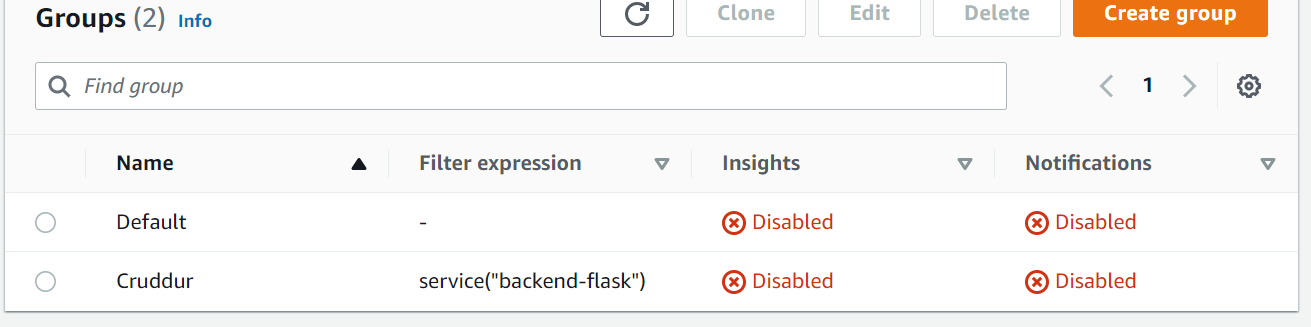 Groups (2) Info Clone Edit Delete Create group
Find group 1
Name Filter expression Insights Notifications
Default - Disabled Disabled
Cruddur service("backend-flask") Disabled Disabled